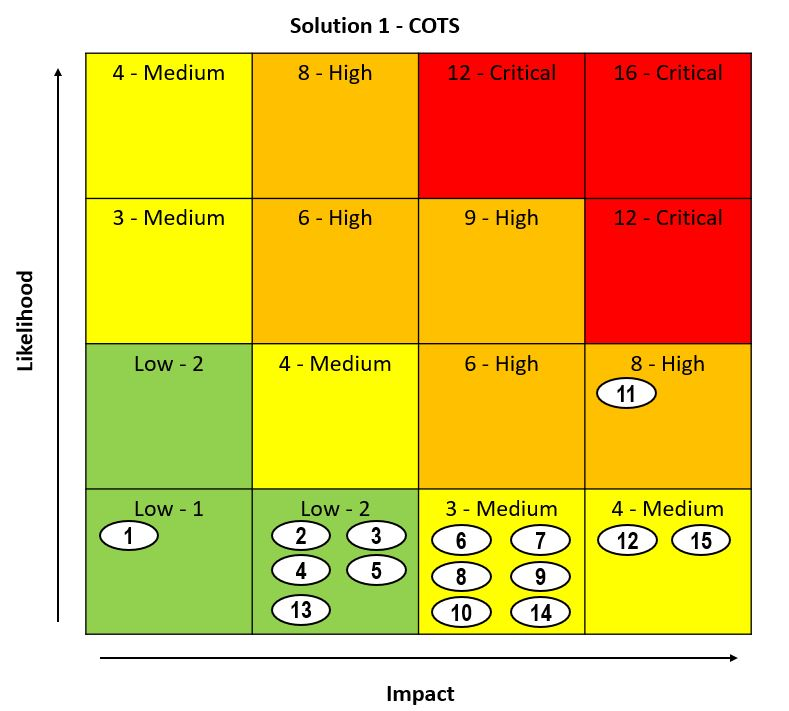 Solution 1 - COTS
4 - Medium
8 - High
12 - Critical
16 - Critical
3 - Medium
6 - High
9 - High
12 - Critical
Likelihood
Low - 2
4 - Medium
6 - High
8 - High
11
Low - 1
Low - 2
3 - Medium
4 - Medium
1
2 3
6 7
12 15
4 5
8 9
13
10 14
Impact